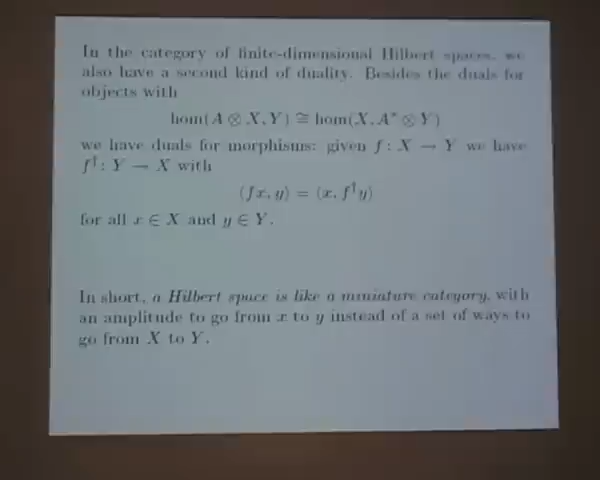 In the category of finite-dimensional Hilbert spaces, we
also have a second kind of duality. Besides the duals for
objects with
hom(A ⊗ X, Y) ≅ hom(X, A* ⊗ Y)
we have duals for morphisms: given f : X → Y we have
f† : Y → X with
⟨fx, y⟩ = ⟨x, f†y⟩
for all x ∈ X and y ∈ Y.
In short, a Hilbert space is like a miniature category, with
an amplitude to go from x to y instead of a set of ways to
go from X to Y.